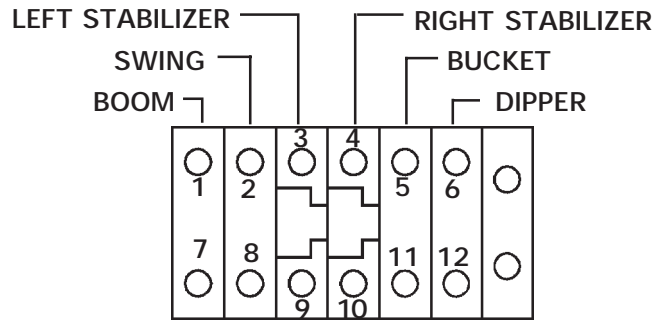 LEFT STABILIZER RIGHT STABILIZER
SWING BUCKET
BOOM DIPPER
1 2 3 4 5 6
7 8 9 10 11 12